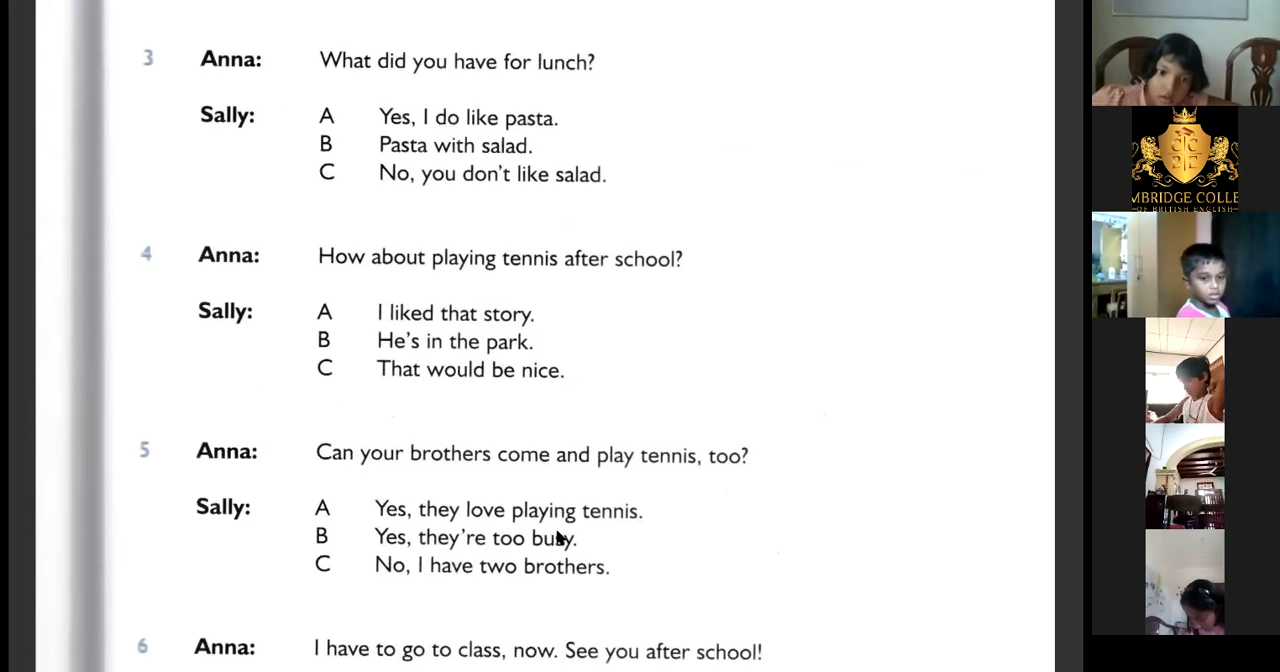 3 Anna: What did you have for lunch?
Sally: A Yes, I do like pasta.
B Pasta with salad.
C No, you don't like salad.
4 Anna: How about playing tennis after school?
Sally: A I liked that story.
B He's in the park.
C That would be nice.
5 Anna: Can your brothers come and play tennis, too?
Sally: A Yes, they love playing tennis.
B Yes, they're too busy.
C No, I have two brothers.
6 Anna: I have to go to class, now. See you after school!
MBRIDGE COLLE
OF BRITISH ENGLISH